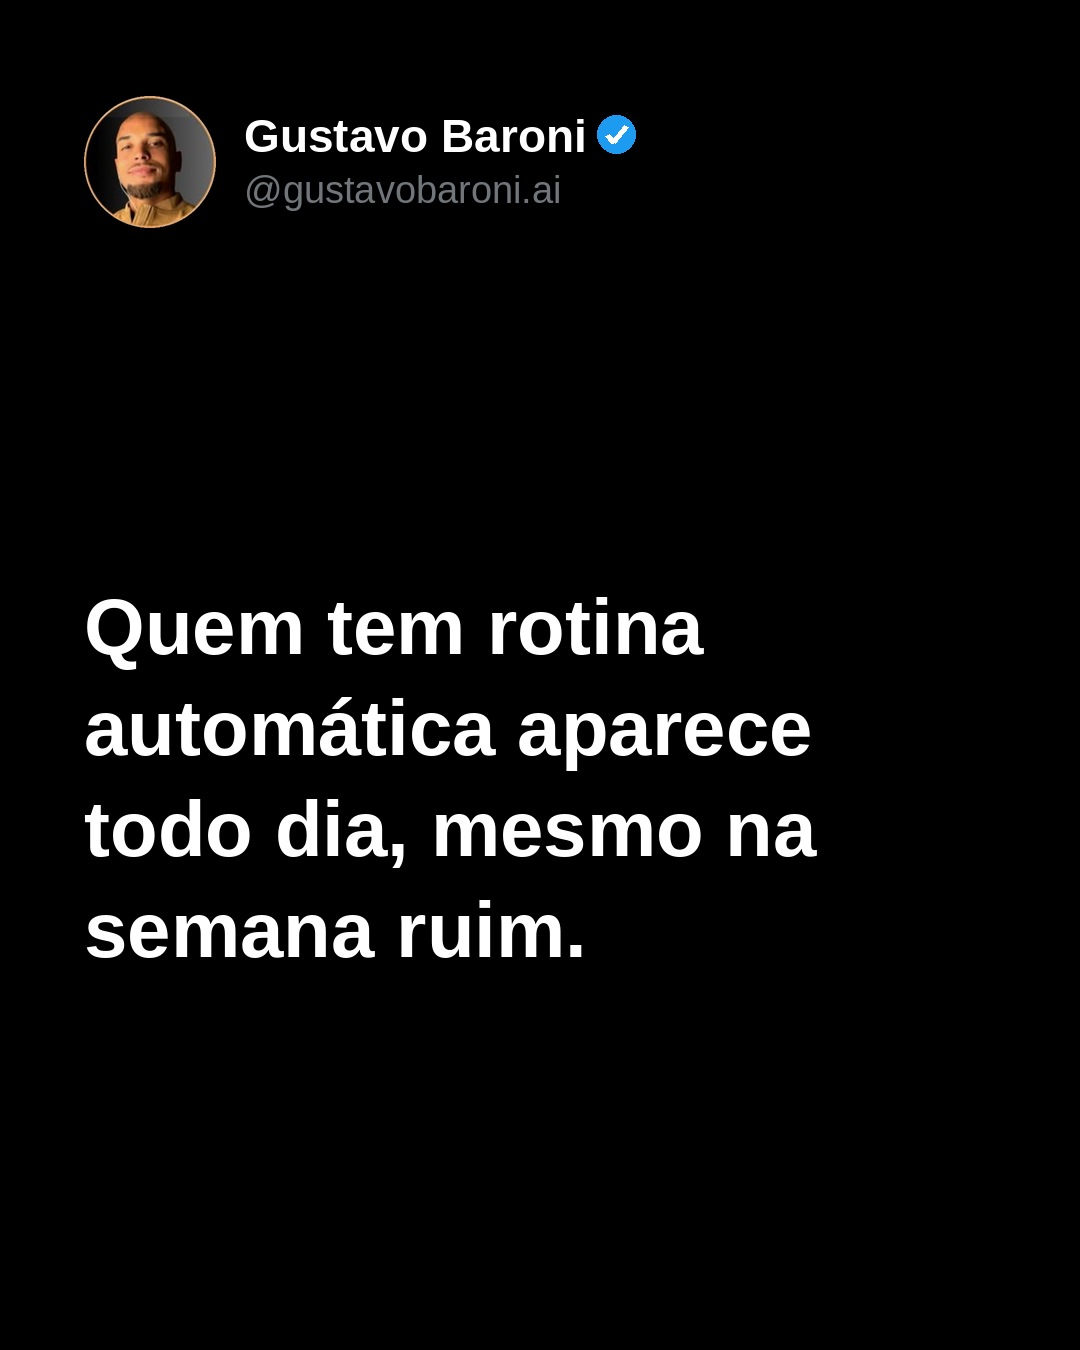 Gustavo Baroni
@gustavobaroni.ai
Quem tem rotina
automática aparece
todo dia, mesmo na
semana ruim.